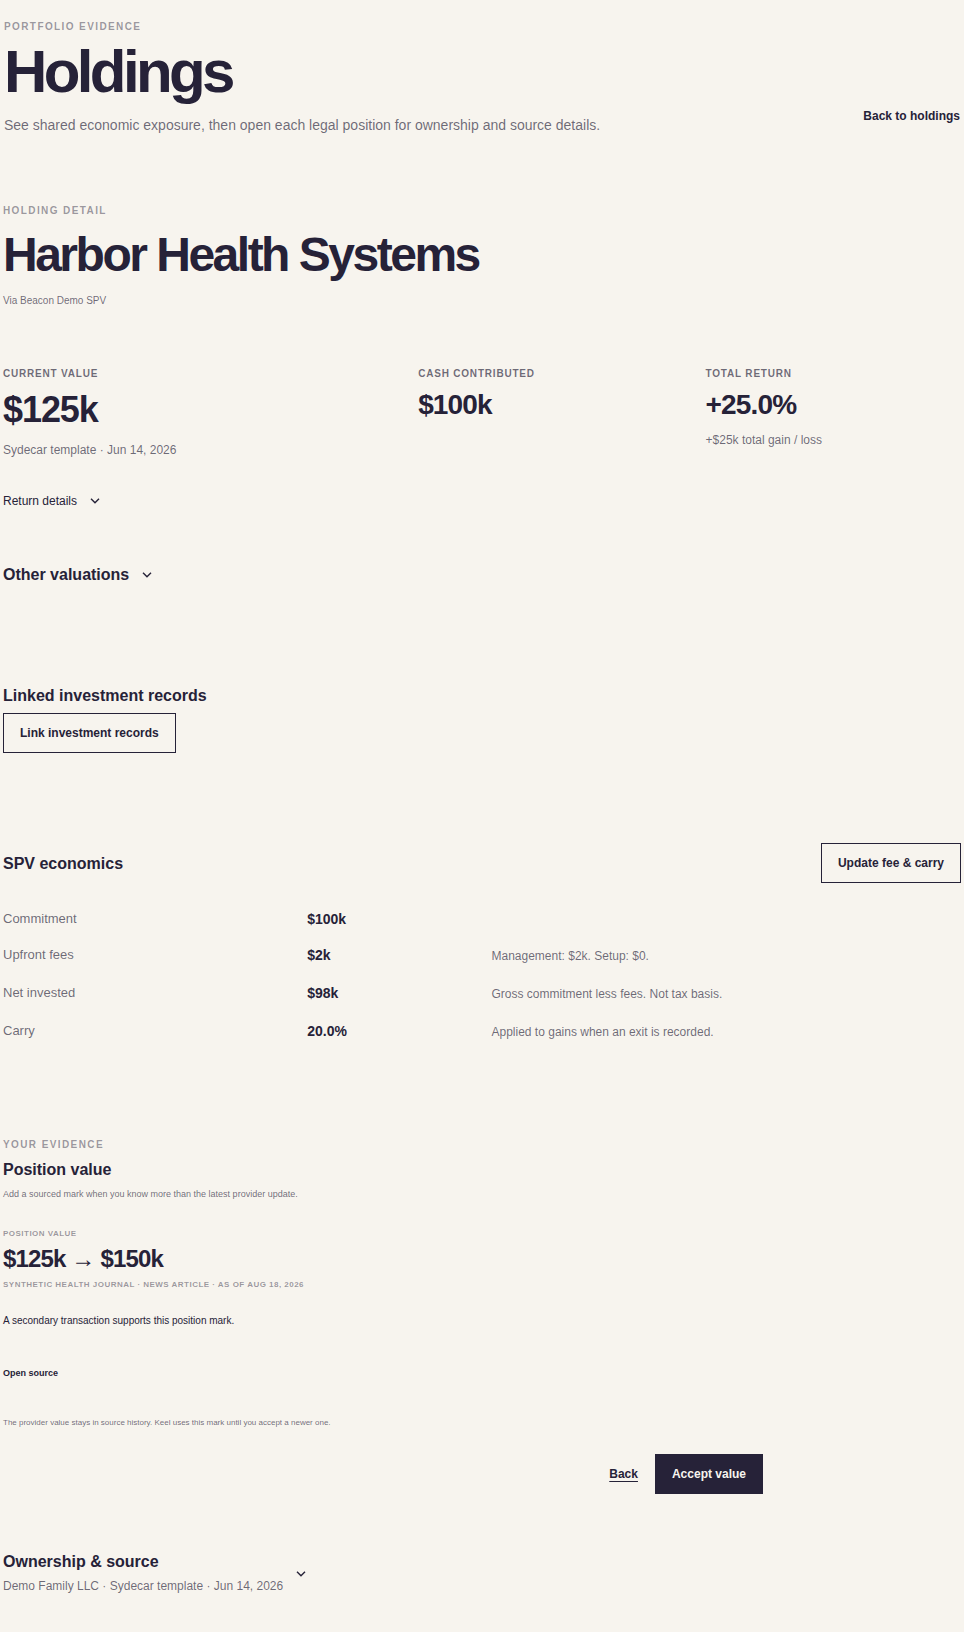 PORTFOLIO EVIDENCE
Holdings
See shared economic exposure, then open each legal position for ownership and source details.
Back to holdings
HOLDING DETAIL
Harbor Health Systems
Via Beacon Demo SPV
CURRENT VALUE
$125k
Sydecar template · Jun 14, 2026
CASH CONTRIBUTED
$100k
TOTAL RETURN
+25.0%
+$25k total gain / loss
Return details
Other valuations
Linked investment records
Link investment records
SPV economics
Update fee & carry
Commitment $100k
Upfront fees $2k Management: $2k. Setup: $0.
Net invested $98k Gross commitment less fees. Not tax basis.
Carry 20.0% Applied to gains when an exit is recorded.
YOUR EVIDENCE
Position value
Add a sourced mark when you know more than the latest provider update.
POSITION VALUE
$125k → $150k
SYNTHETIC HEALTH JOURNAL · NEWS ARTICLE · AS OF AUG 18, 2026
A secondary transaction supports this position mark.
Open source
The provider value stays in source history. Keel uses this mark until you accept a newer one.
Back
Accept value
Ownership & source
Demo Family LLC · Sydecar template · Jun 14, 2026